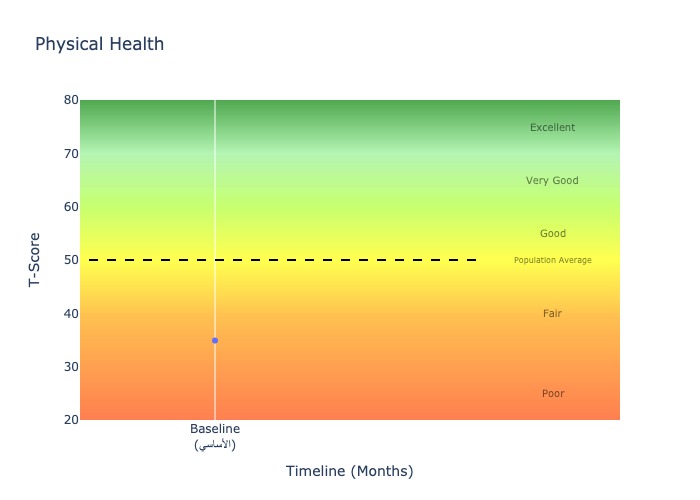 Physical Health
80
Excellent
70
Very Good
60
Good
T-Score
50
Population Average
40
Fair
30
Poor
20
Baseline
(الأساسي)
Timeline (Months)